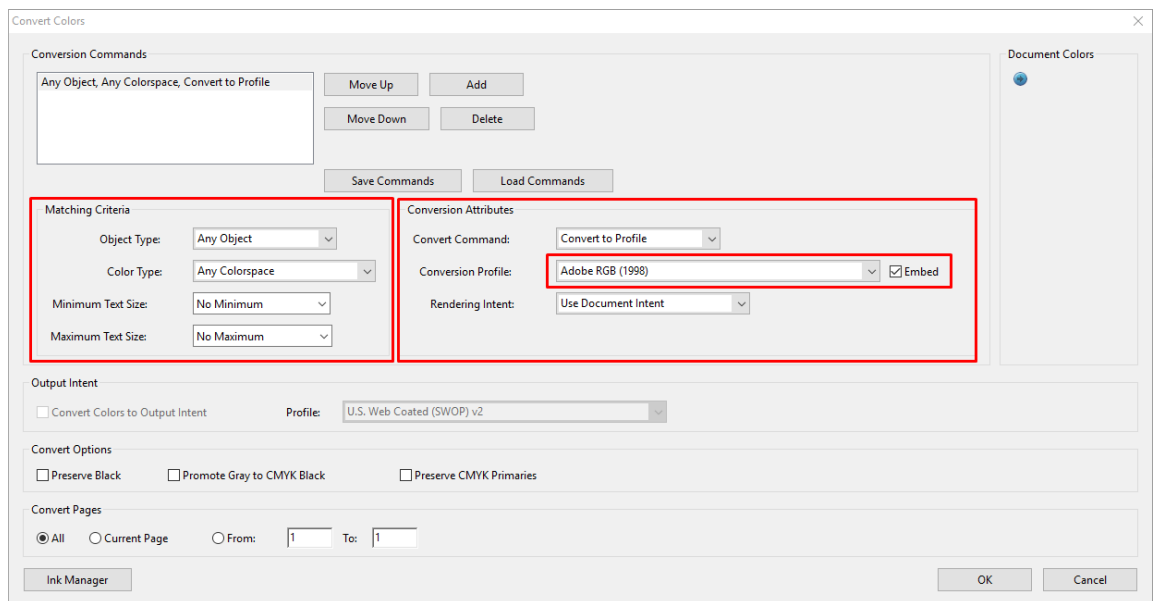 Convert Colors
Conversion Commands
Document Colors
Any Object, Any Colorspace, Convert to Profile
Move Up
Add
Move Down
Delete
Save Commands
Load Commands
Matching Criteria
Object Type: Any Object
Color Type: Any Colorspace
Minimum Text Size: No Minimum
Maximum Text Size: No Maximum
Conversion Attributes
Convert Command: Convert to Profile
Conversion Profile: Adobe RGB (1998) Embed
Rendering Intent: Use Document Intent
Output Intent
Convert Colors to Output Intent Profile: U.S. Web Coated (SWOP) v2
Convert Options
Preserve Black Promote Gray to CMYK Black Preserve CMYK Primaries
Convert Pages
All Current Page From: 1 To: 1
Ink Manager OK Cancel